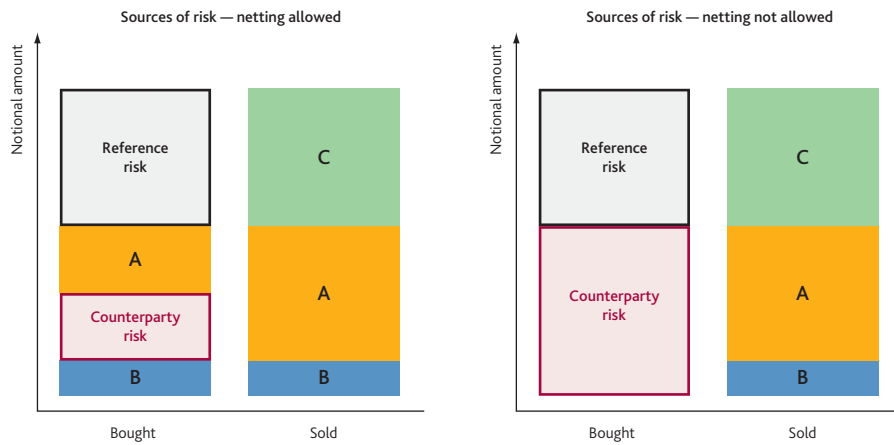 Sources of risk — netting allowed
Notional amount
Reference
risk
C
A
A
Counterparty
risk
B
B
Bought
Sold
Sources of risk — netting not allowed
Notional amount
Reference
risk
C
Counterparty
risk
A
B
Bought
Sold